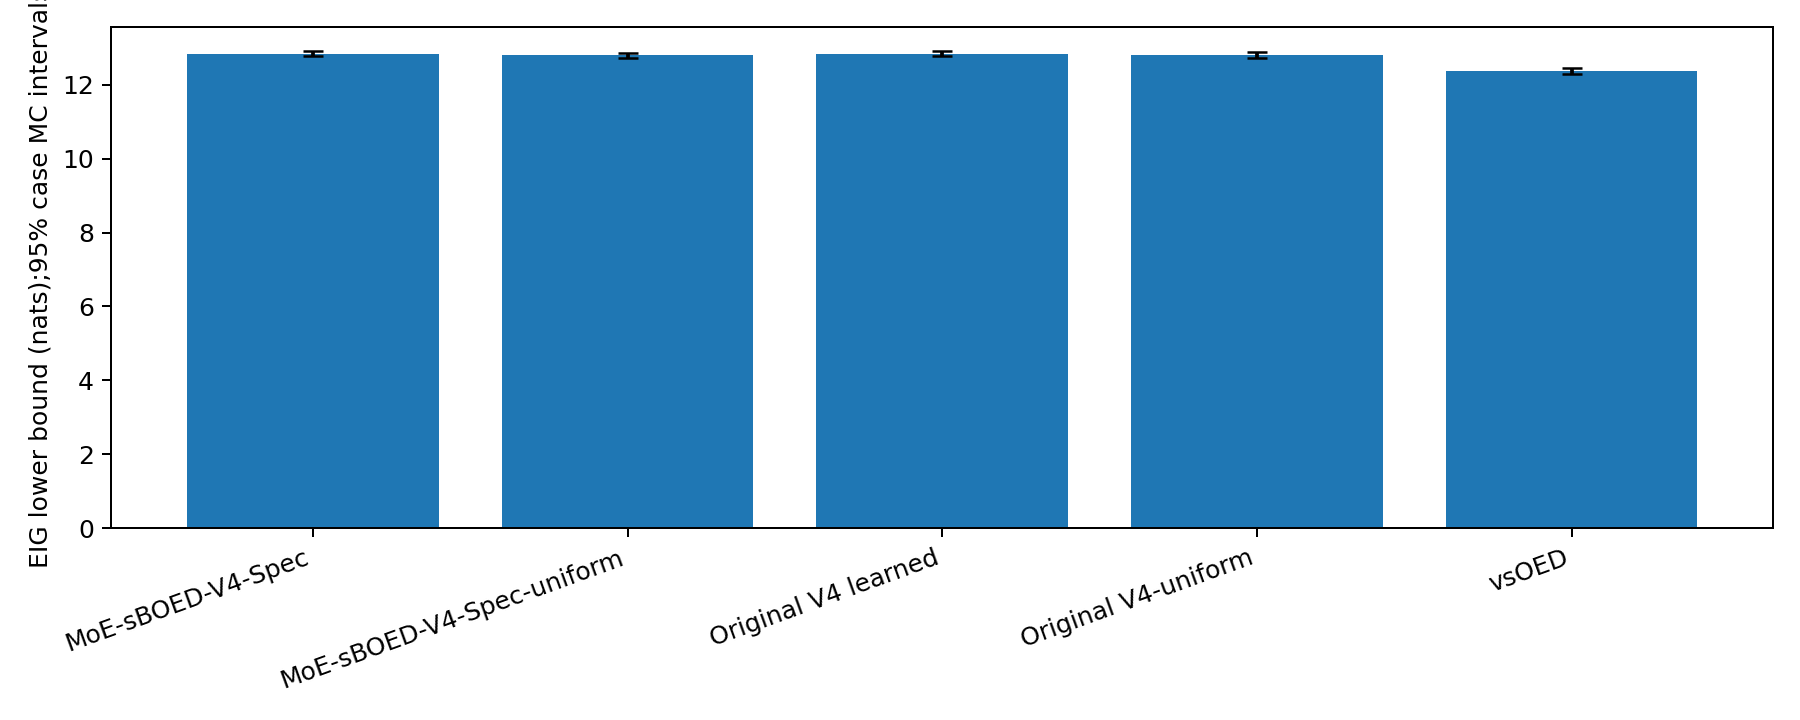 EIG lower bound (nats);95% case MC intervals
12
10
8
6
4
2
0
MoE-sBOED-V4-Spec
MoE-sBOED-V4-Spec-uniform
Original V4 learned
Original V4-uniform
vsOED